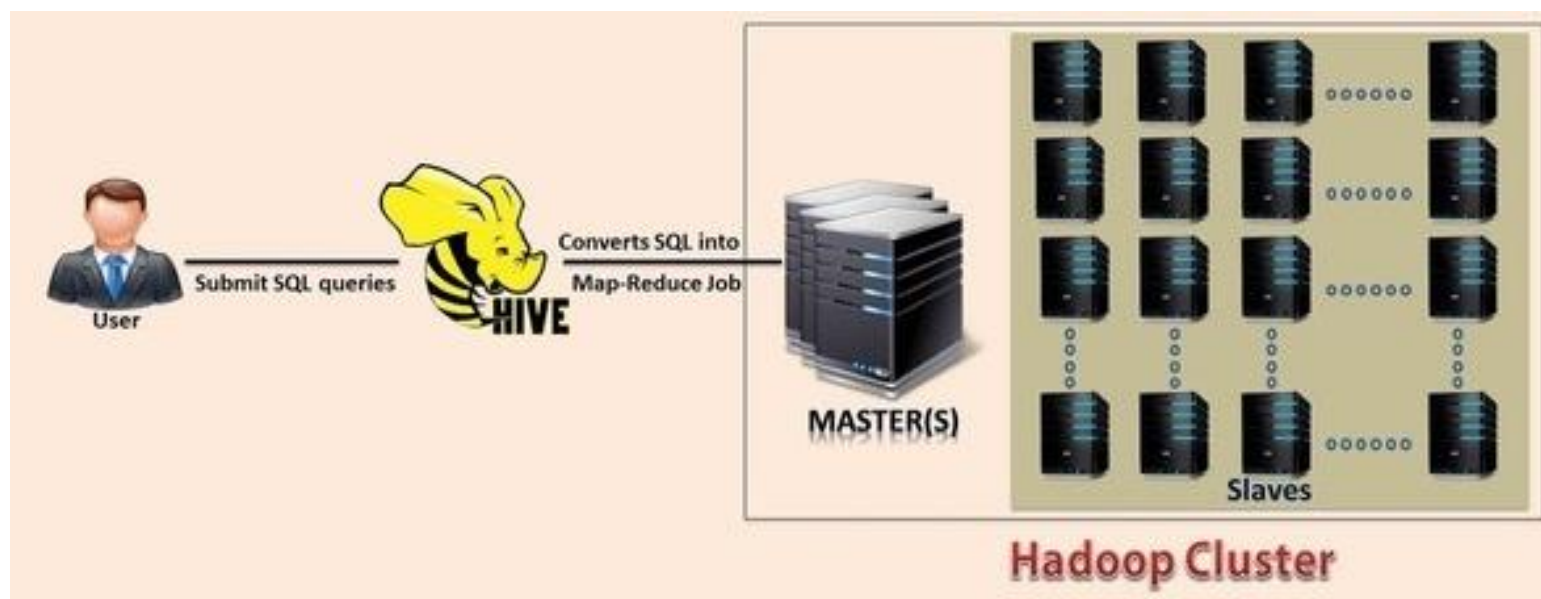 User
Submit SQL queries
HIVE
Converts SQL into
Map-Reduce Job
MASTER(S)
Slaves
Hadoop Cluster